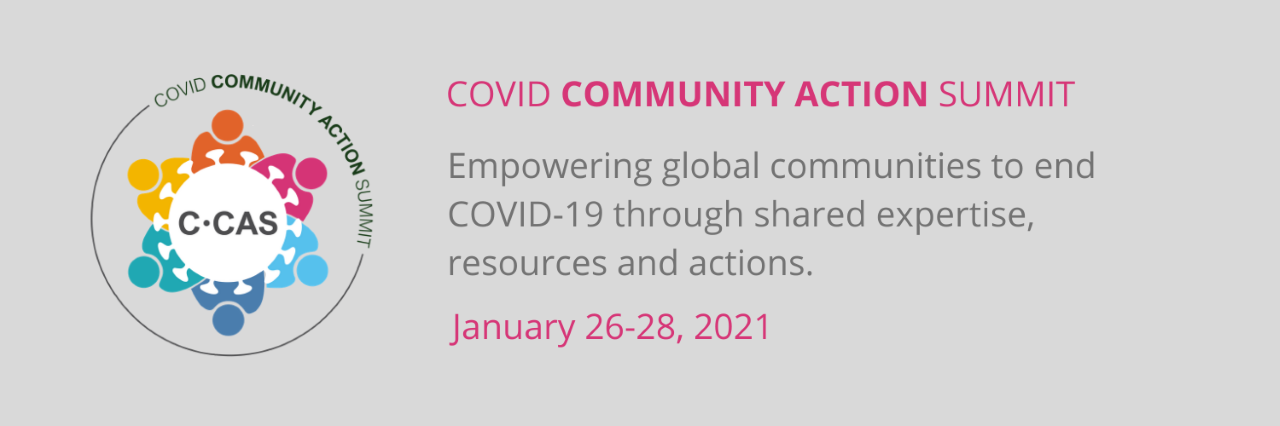 COVID COMMUNITY ACTION SUMMIT
C·CAS
COVID COMMUNITY ACTION SUMMIT
Empowering global communities to end
COVID-19 through shared expertise,
resources and actions.
January 26-28, 2021